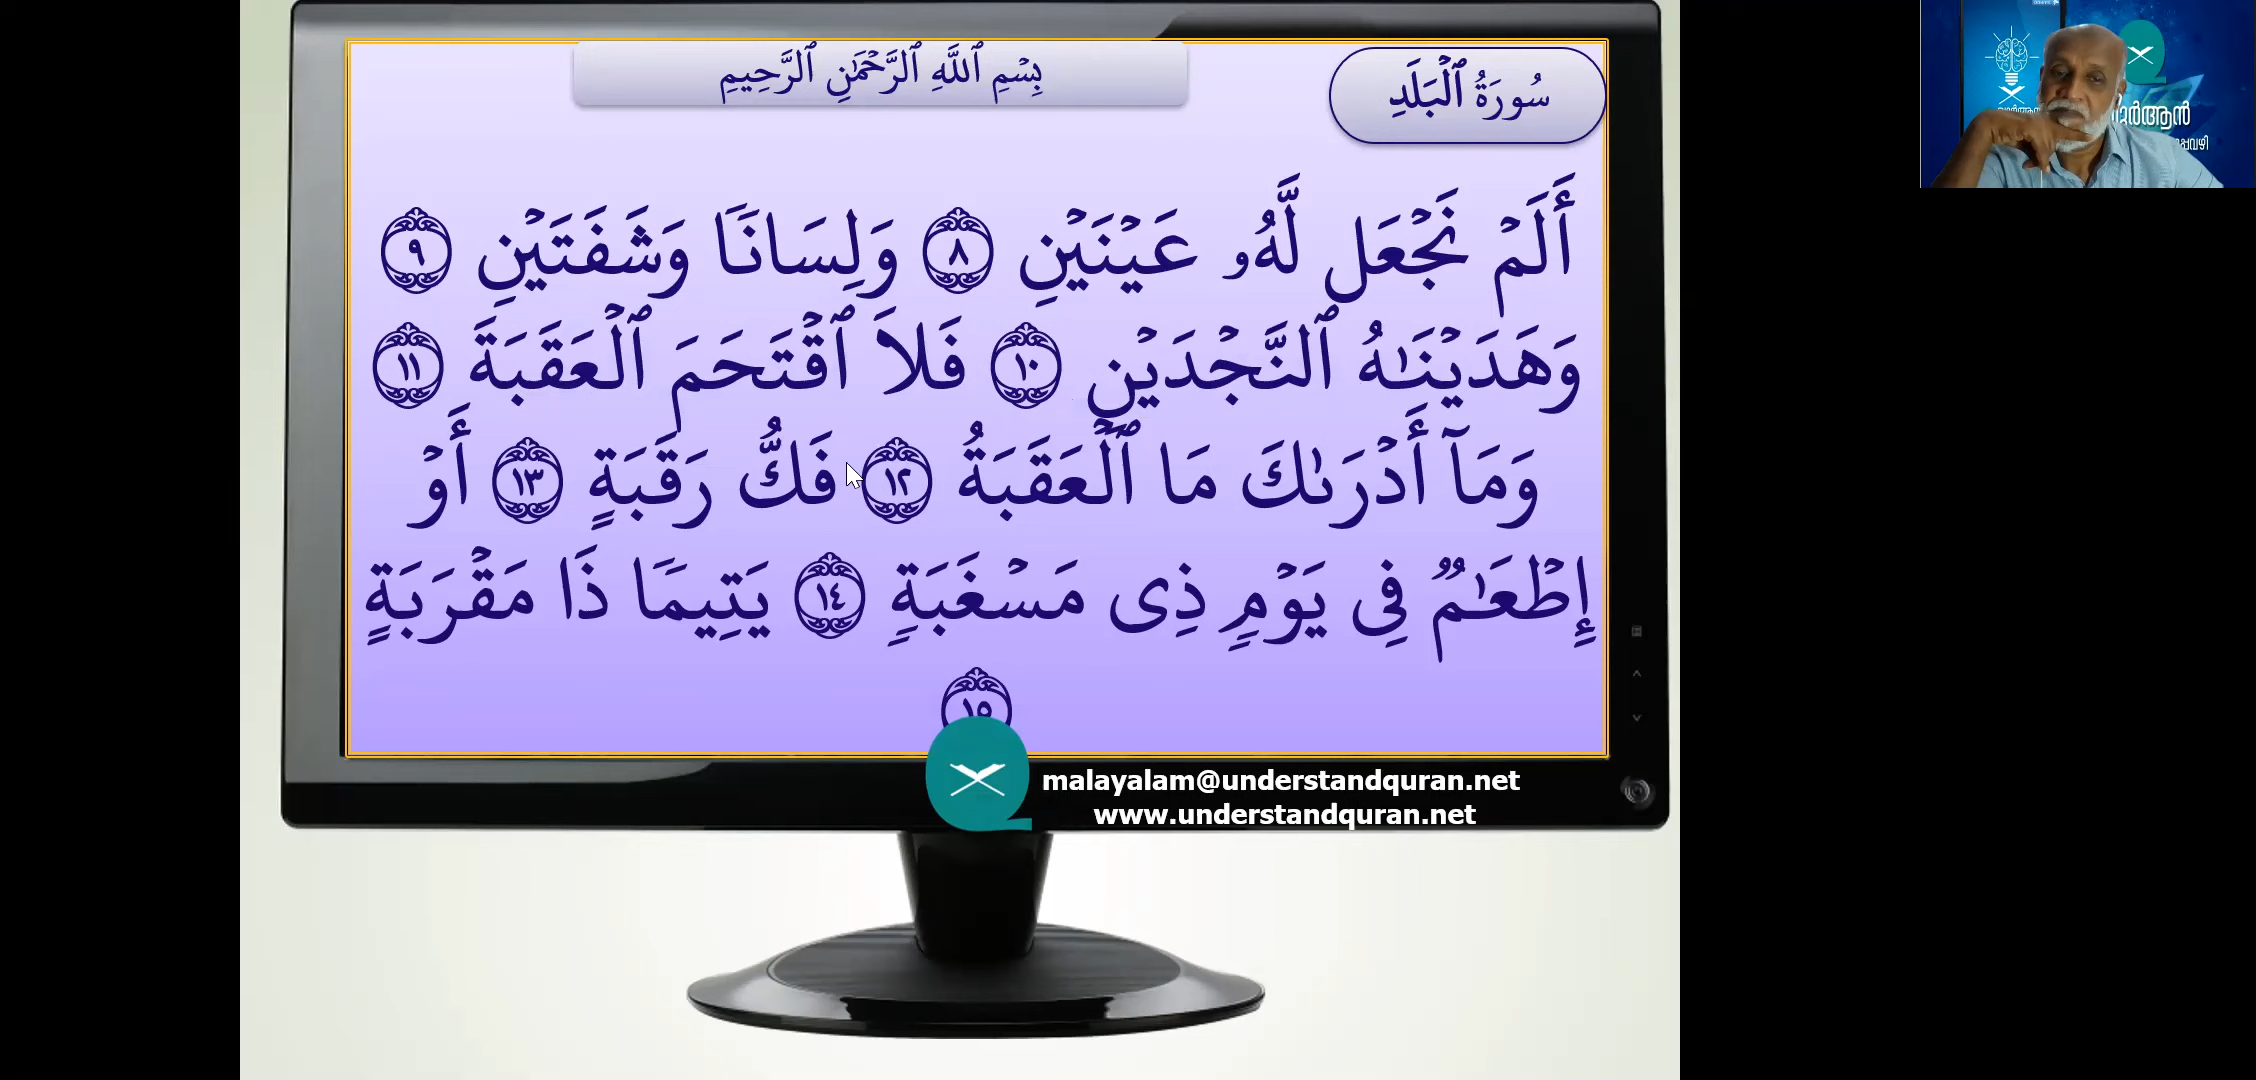 سُورَةُ ٱلْبَلَدِ
بِسْمِ ٱللَّهِ ٱلرَّحْمَٰنِ ٱلرَّحِيمِ
أَلَمْ نَجْعَل لَّهُۥ عَيْنَيْنِ ٨ وَلِسَانًا وَشَفَتَيْنِ ٩
وَهَدَيْنَٰهُ ٱلنَّجْدَيْنِ ١٠ فَلَا ٱقْتَحَمَ ٱلْعَقَبَةَ ١١
وَمَآ أَدْرَىٰكَ مَا ٱلْعَقَبَةُ ١٢ فَكُّ رَقَبَةٍ ١٣ أَوْ
إِطْعَٰمٌ فِى يَوْمٍ ذِى مَسْغَبَةٍ ١٤ يَتِيمًا ذَا مَقْرَبَةٍ
١٥
malayalam@understandquran.net
www.understandquran.net